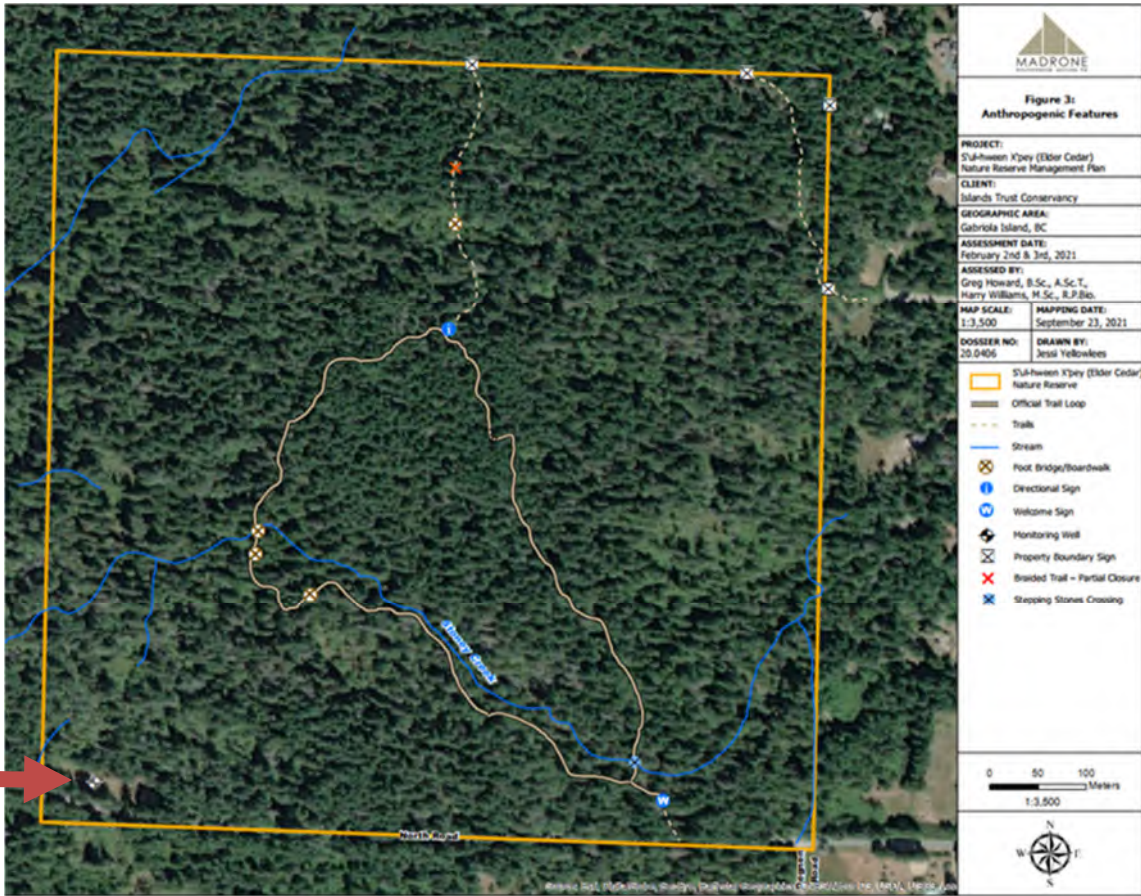 MADRONE
Figure 3:
Anthropogenic Features
PROJECT:
S'ul-hween X'pey (Elder Cedar)
Nature Reserve Management Plan
CLIENT:
Islands Trust Conservancy
GEOGRAPHIC AREA:
Gabriola Island, BC
ASSESSMENT DATE:
February 2nd & 3rd, 2021
ASSESSED BY:
Greg Howard, B.Sc., A.Sc.T.,
Harry Williams, M.Sc., R.P.Bio.
MAP SCALE:
1:3,500
MAPPING DATE:
September 23, 2021
DOSSIER NO:
20.0406
DRAWN BY:
Jessi Yellowlees
S'ul-hween X'pey (Elder Cedar)
Nature Reserve
Official Trail Loop
Trails
Stream
Foot Bridge/Boardwalk
i
Directional Sign
W
Welcome Sign
Monitoring Well
Property Boundary Sign
Braided Trail – Partial Closure
Stepping Stones Crossing
0 50 100
Meters
1:3,500
N
W E
i
Stoney Creek
W
North Road
Road